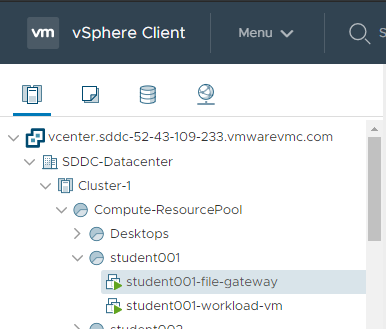 vm vSphere Client Menu S
vcenter.sddc-52-43-109-233.vmwarevmc.com
SDDC-Datacenter
Cluster-1
Compute-ResourcePool
Desktops
student001
student001-file-gateway
student001-workload-vm
student002